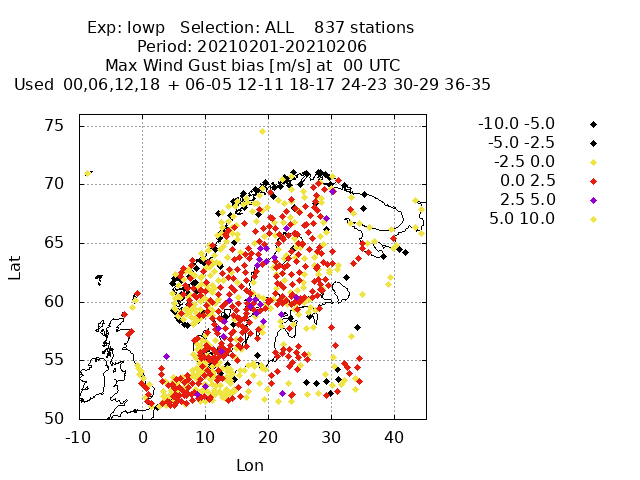 Exp: lowp   Selection: ALL    837 stations
Period: 20210201-20210206
Max Wind Gust bias [m/s] at  00 UTC
Used  00,06,12,18  + 06-05 12-11 18-17 24-23 30-29 36-35
-10.0 -5.0
-5.0 -2.5
-2.5 0.0
0.0 2.5
2.5 5.0
5.0 10.0
75
70
65
60
55
50
Lat
-10 0 10 20 30 40
Lon